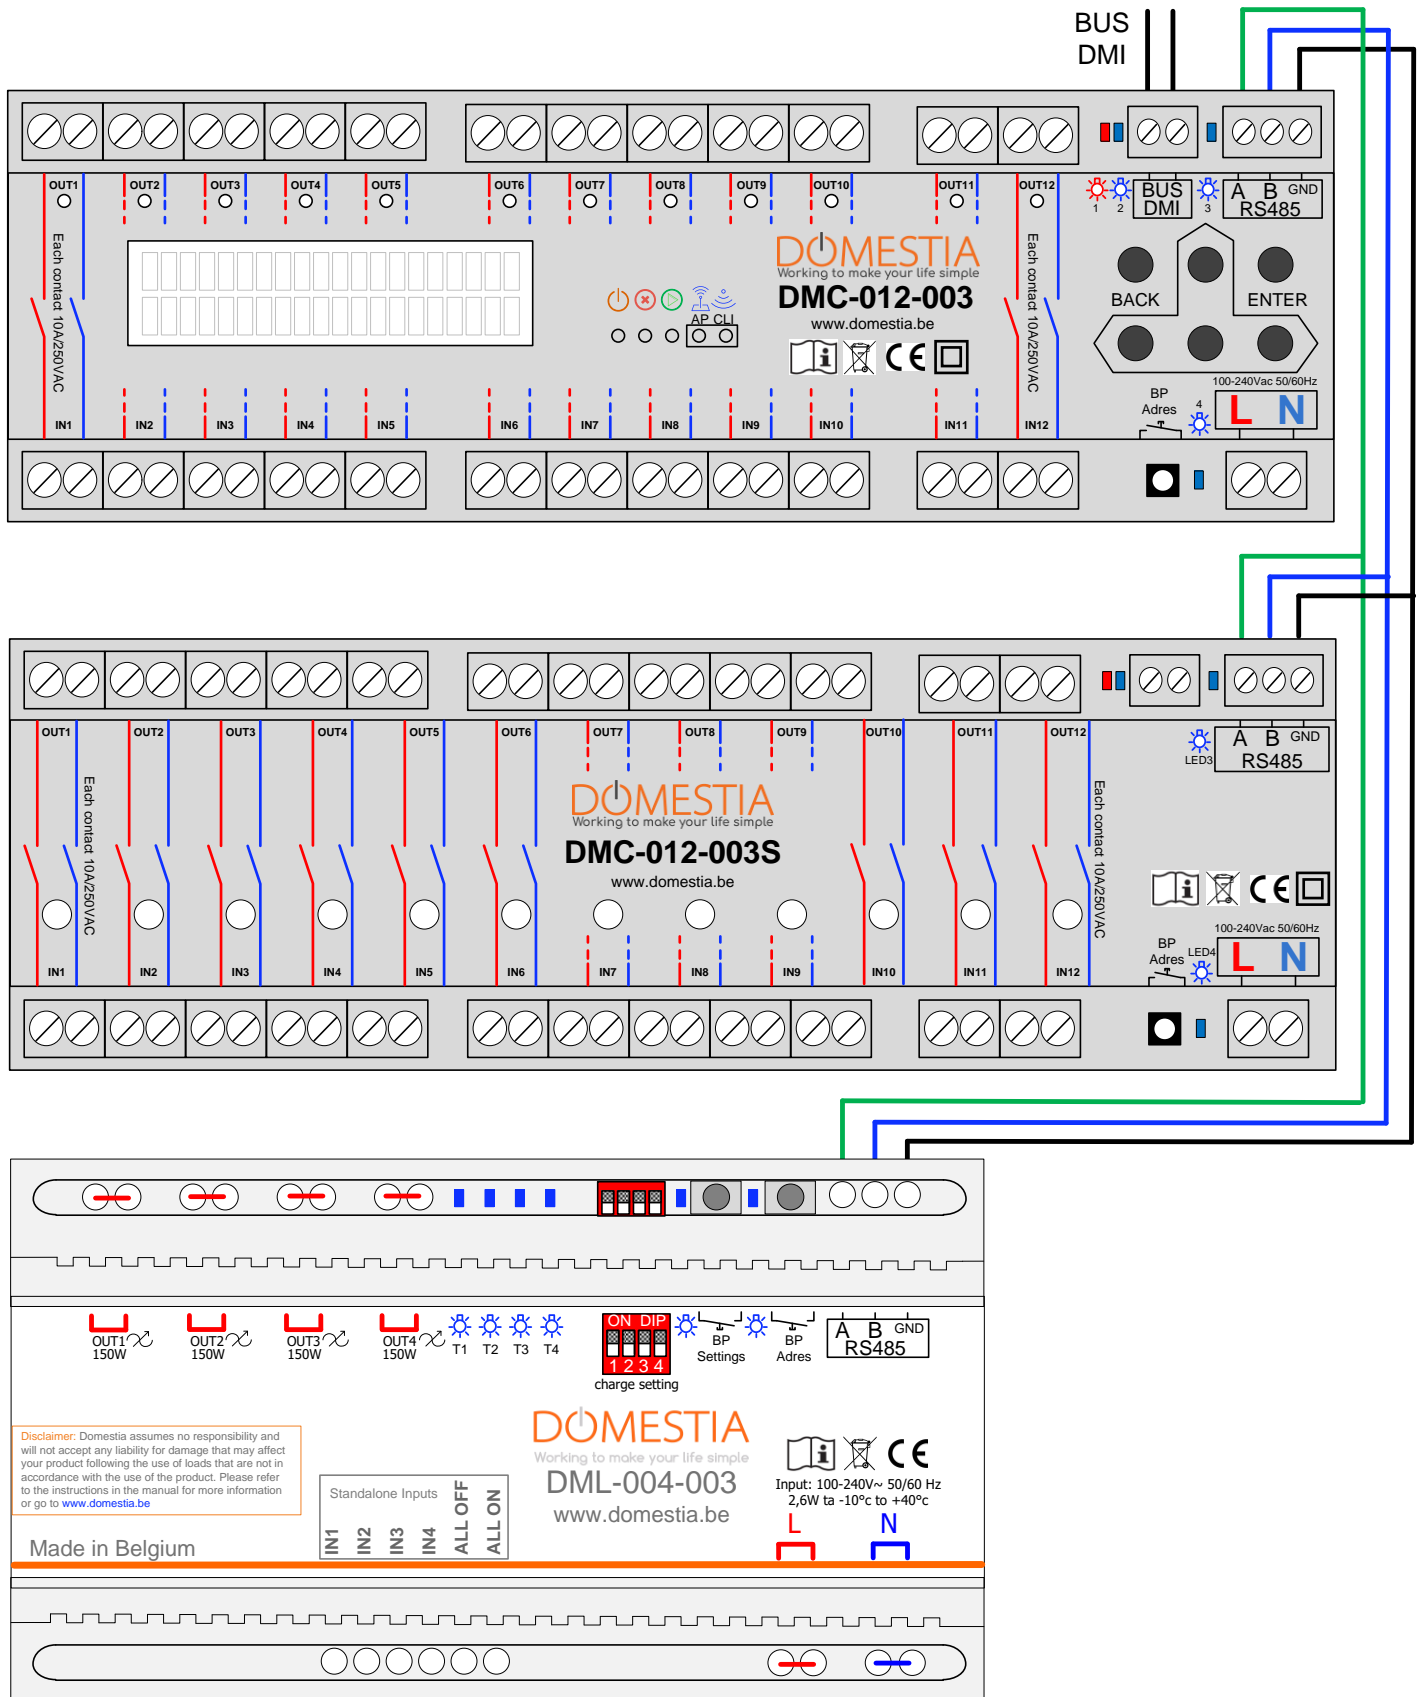 BUS
DMI
OUT1 OUT2 OUT3 OUT4 OUT5 OUT6 OUT7 OUT8 OUT9 OUT10 OUT11 OUT12
1 2 BUS DMI 3 A B GND
RS485
Each contact 10A/250VAC
DOMESTIA
Working to make your life simple
DMC-012-003
www.domestia.be
AP CLI
Each contact 10A/250VAC
BACK ENTER
100-240Vac 50/60Hz
BP
Adres
4
L N
IN1 IN2 IN3 IN4 IN5 IN6 IN7 IN8 IN9 IN10 IN11 IN12
OUT1 OUT2 OUT3 OUT4 OUT5 OUT6 OUT7 OUT8 OUT9 OUT10 OUT11 OUT12
LED3
A B GND
RS485
Each contact 10A/250VAC
DOMESTIA
Working to make your life simple
DMC-012-003S
www.domestia.be
Each contact 10A/250VAC
100-240Vac 50/60Hz
BP
Adres
LED4
L N
IN1 IN2 IN3 IN4 IN5 IN6 IN7 IN8 IN9 IN10 IN11 IN12
OUT1
150W
OUT2
150W
OUT3
150W
OUT4
150W
T1 T2 T3 T4
ON DIP
1 2 3 4
charge setting
BP
Settings
BP
Adres
A B GND
RS485
Disclaimer: Domestia assumes no responsibility and
will not accept any liability for damage that may affect
your product following the use of loads that are not in
accordance with the use of the product. Please refer
to the instructions in the manual for more information
or go to www.domestia.be
Made in Belgium
Standalone Inputs
IN1
IN2
IN3
IN4
ALL OFF
ALL ON
DOMESTIA
Working to make your life simple
DML-004-003
www.domestia.be
Input: 100-240V~ 50/60 Hz
2,6W ta -10°c to +40°c
L N